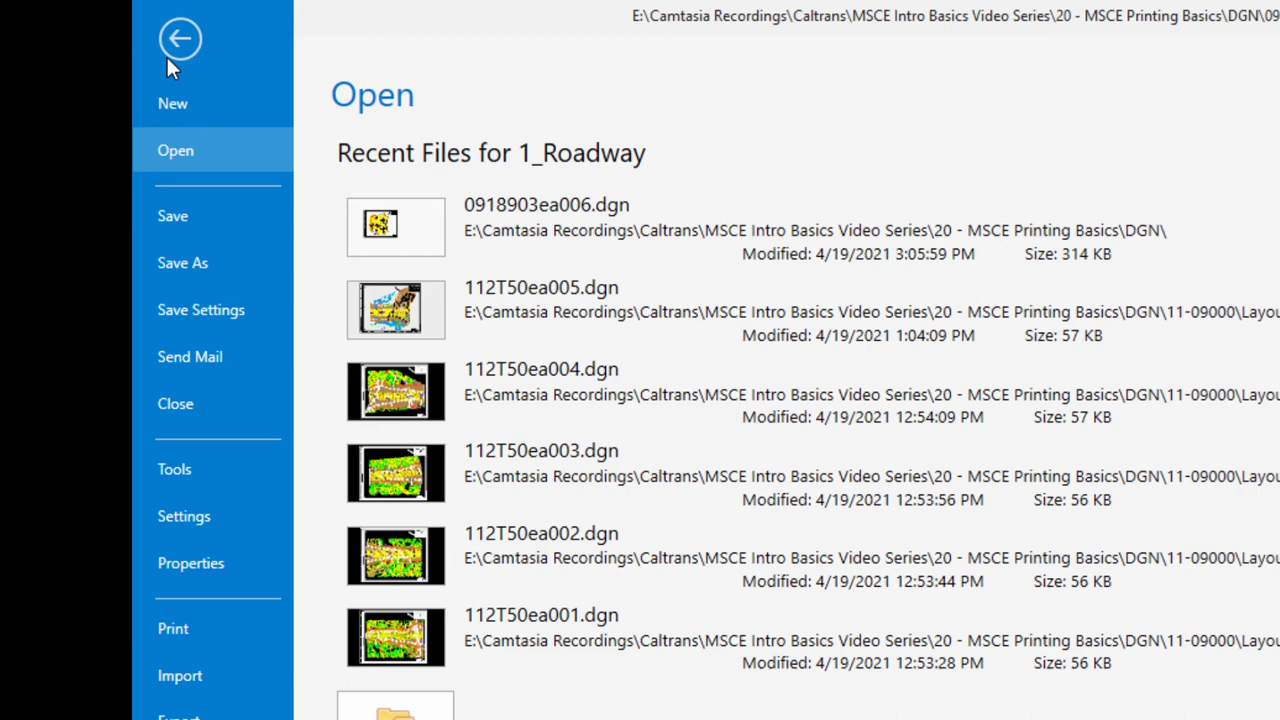 E:\Camtasia Recordings\Caltrans\MSCE Intro Basics Video Series\20 - MSCE Printing Basics\DGN\09
New
Open
Save
Save As
Save Settings
Send Mail
Close
Tools
Settings
Properties
Print
Import
Export
Open
Recent Files for 1_Roadway
0918903ea006.dgn
E:\Camtasia Recordings\Caltrans\MSCE Intro Basics Video Series\20 - MSCE Printing Basics\DGN\
Modified: 4/19/2021 3:05:59 PM Size: 314 KB
112T50ea005.dgn
E:\Camtasia Recordings\Caltrans\MSCE Intro Basics Video Series\20 - MSCE Printing Basics\DGN\11-09000\Layou
Modified: 4/19/2021 1:04:09 PM Size: 57 KB
112T50ea004.dgn
E:\Camtasia Recordings\Caltrans\MSCE Intro Basics Video Series\20 - MSCE Printing Basics\DGN\11-09000\Layou
Modified: 4/19/2021 12:54:09 PM Size: 57 KB
112T50ea003.dgn
E:\Camtasia Recordings\Caltrans\MSCE Intro Basics Video Series\20 - MSCE Printing Basics\DGN\11-09000\Layou
Modified: 4/19/2021 12:53:56 PM Size: 56 KB
112T50ea002.dgn
E:\Camtasia Recordings\Caltrans\MSCE Intro Basics Video Series\20 - MSCE Printing Basics\DGN\11-09000\Layou
Modified: 4/19/2021 12:53:44 PM Size: 56 KB
112T50ea001.dgn
E:\Camtasia Recordings\Caltrans\MSCE Intro Basics Video Series\20 - MSCE Printing Basics\DGN\11-09000\Layou
Modified: 4/19/2021 12:53:28 PM Size: 56 KB